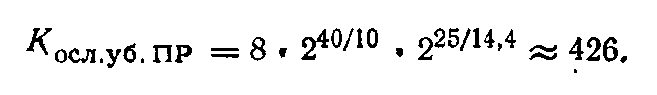 K осл.уб. ПР = 8 · 2^40/10 · 2^25/14,4 ≈ 426.